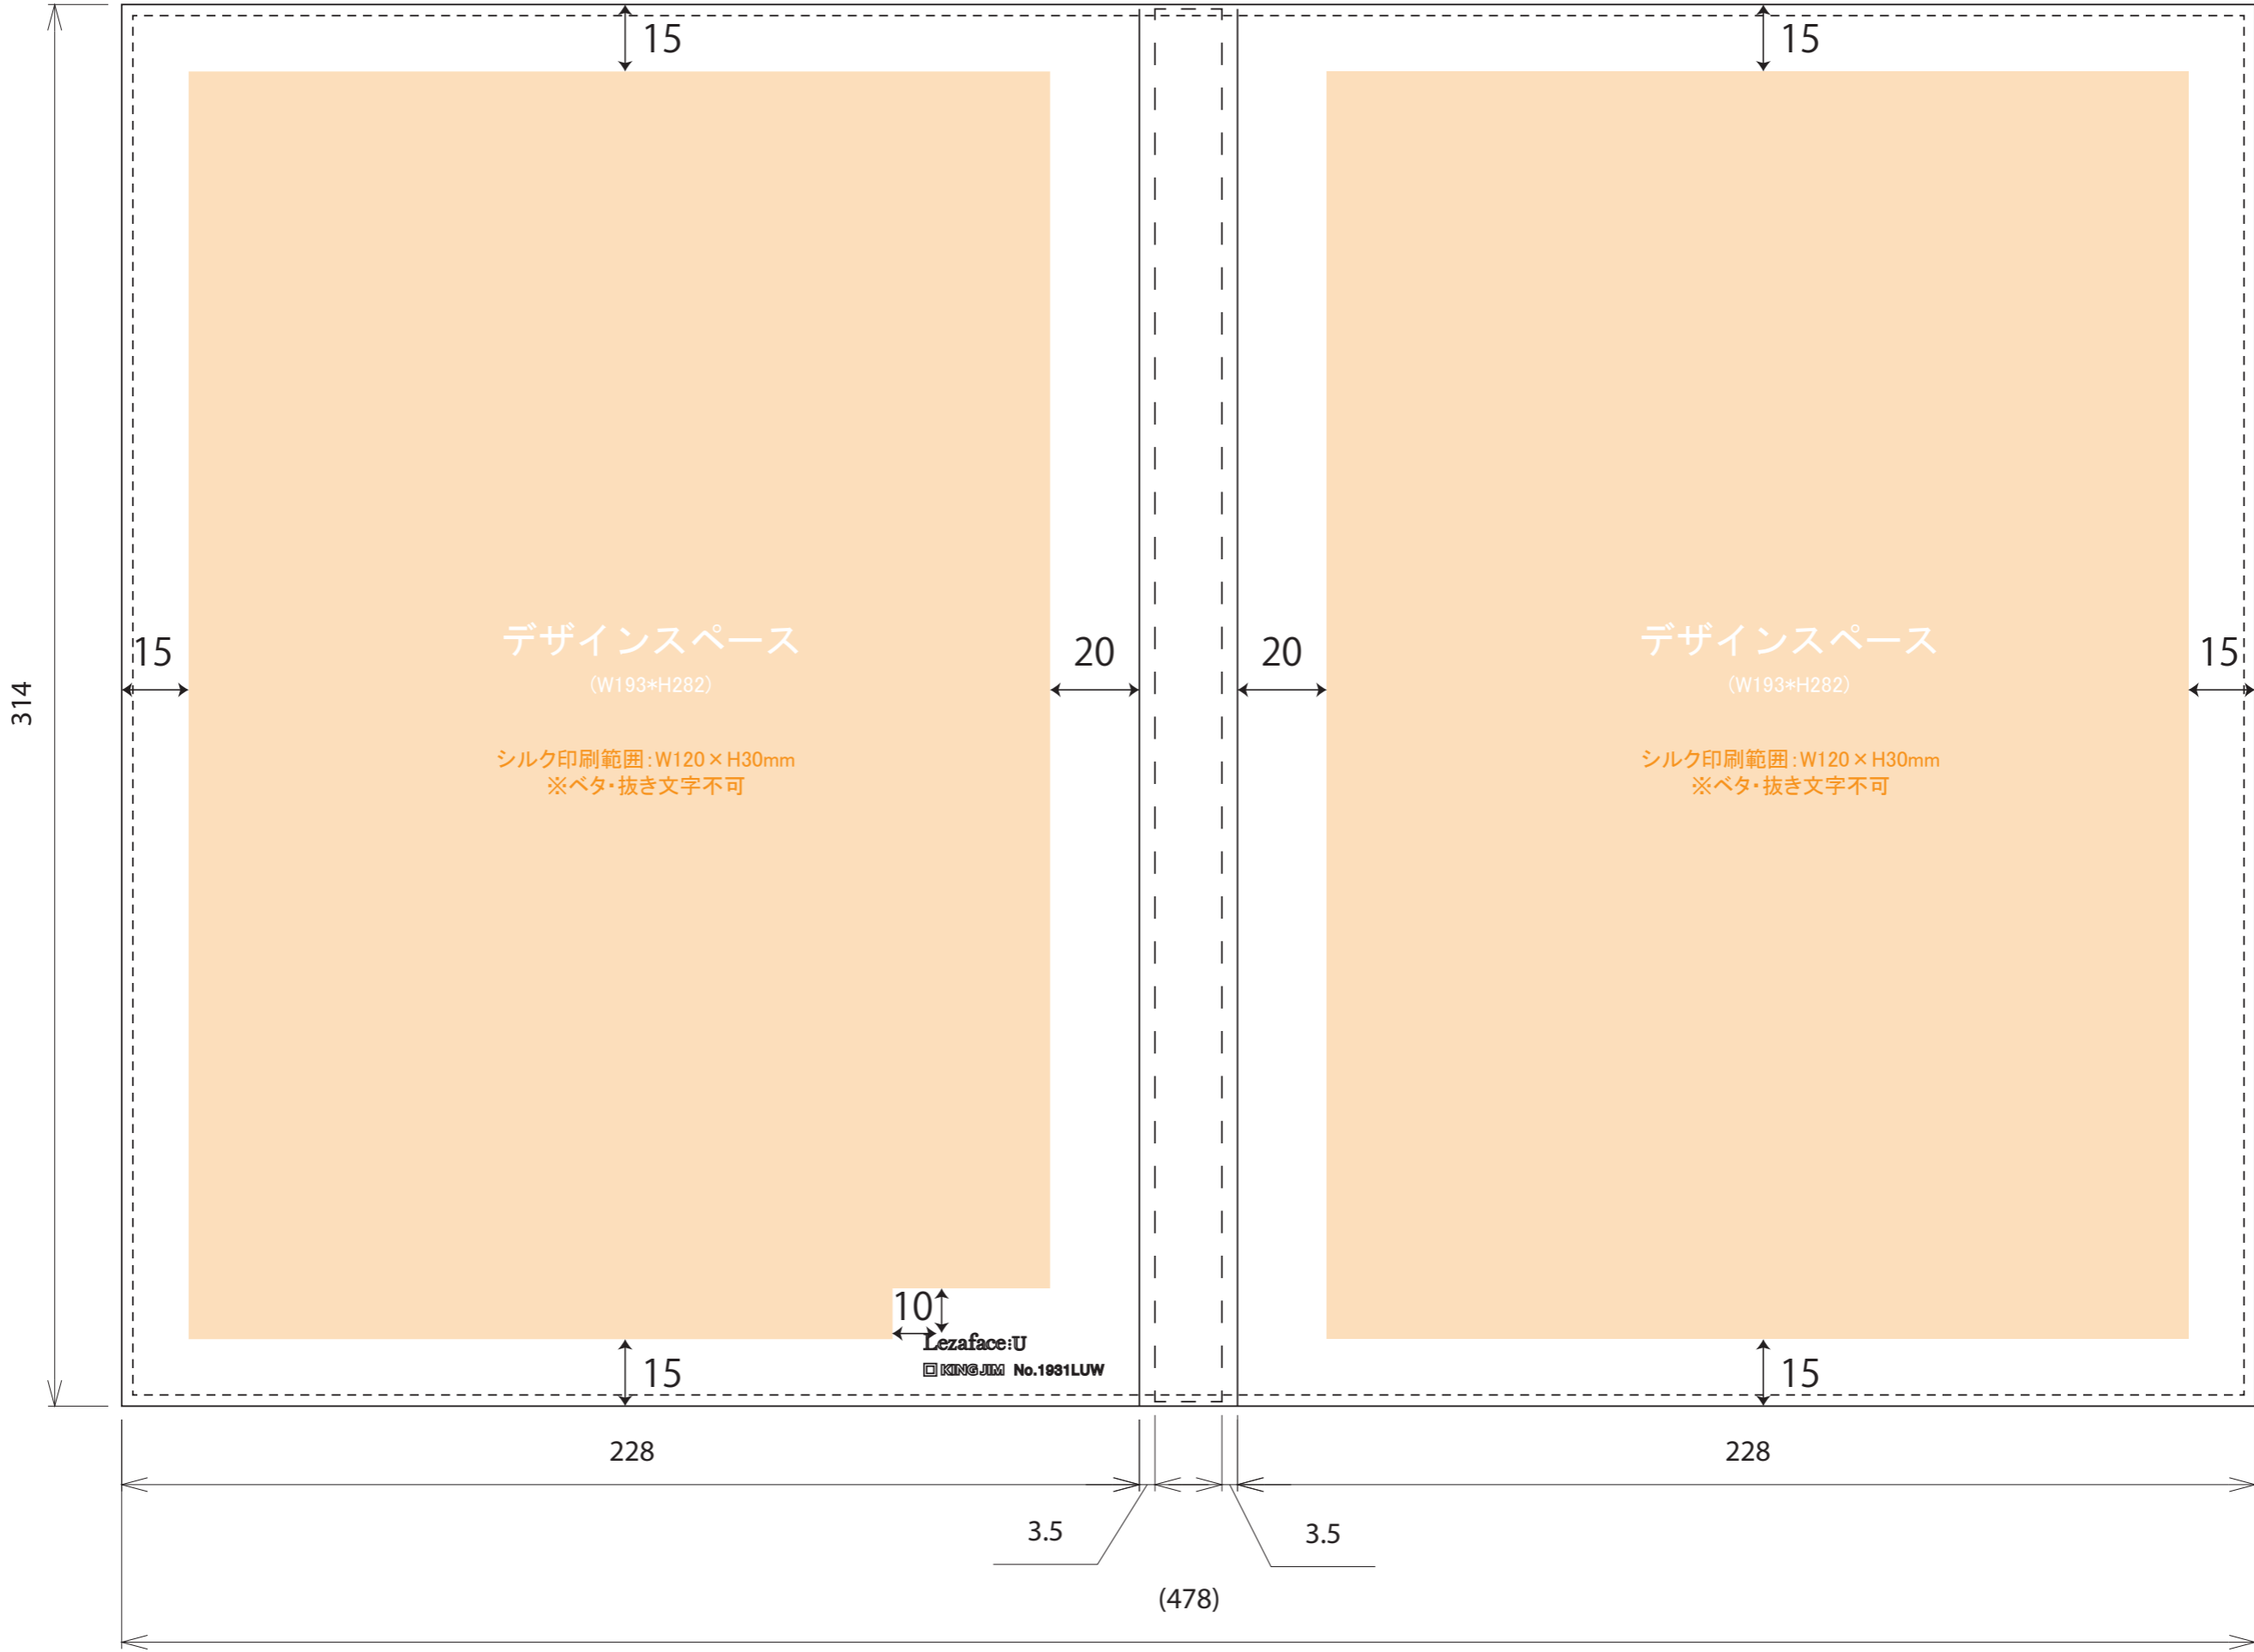 15
15
デザインスペース
(W193*H282)
シルク印刷範囲:W120×H30mm
※ベタ・抜き文字不可
デザインスペース
(W193*H282)
シルク印刷範囲:W120×H30mm
※ベタ・抜き文字不可
15
20
20
15
314
10
Lezaface:U
KING JIM No.1931LUW
15
15
228
228
3.5
3.5
(478)